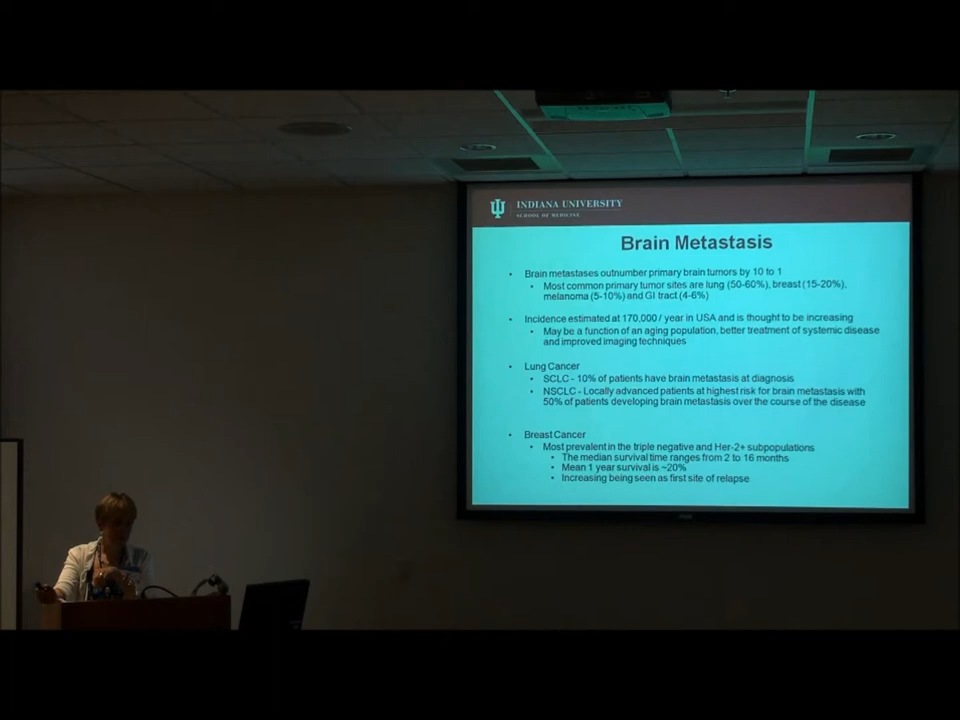 INDIANA UNIVERSITY
SCHOOL OF MEDICINE
Brain Metastasis
• Brain metastases outnumber primary brain tumors by 10 to 1
• Most common primary tumor sites are lung (50-60%), breast (15-20%),
melanoma (5-10%) and GI tract (4-6%)
• Incidence estimated at 170,000 / year in USA and is thought to be increasing
• May be a function of an aging population, better treatment of systemic disease
and improved imaging techniques
• Lung Cancer
• SCLC - 10% of patients have brain metastasis at diagnosis
• NSCLC - Locally advanced patients at highest risk for brain metastasis with
50% of patients developing brain metastasis over the course of the disease
• Breast Cancer
• Most prevalent in the triple negative and Her-2+ subpopulations
• The median survival time ranges from 2 to 16 months
• Mean 1 year survival is ~20%
• Increasing being seen as first site of relapse